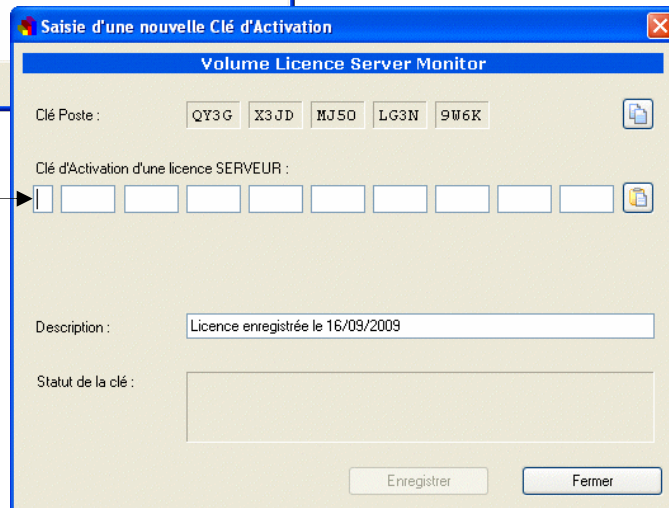 Saisie d'une nouvelle Clé d'Activation
Volume Licence Server Monitor
Clé Poste : QY3G X3JD MJ5O LG3N 9W6K
Clé d'Activation d'une licence SERVEUR :
Description : Licence enregistrée le 16/09/2009
Statut de la clé :
Enregistrer Fermer